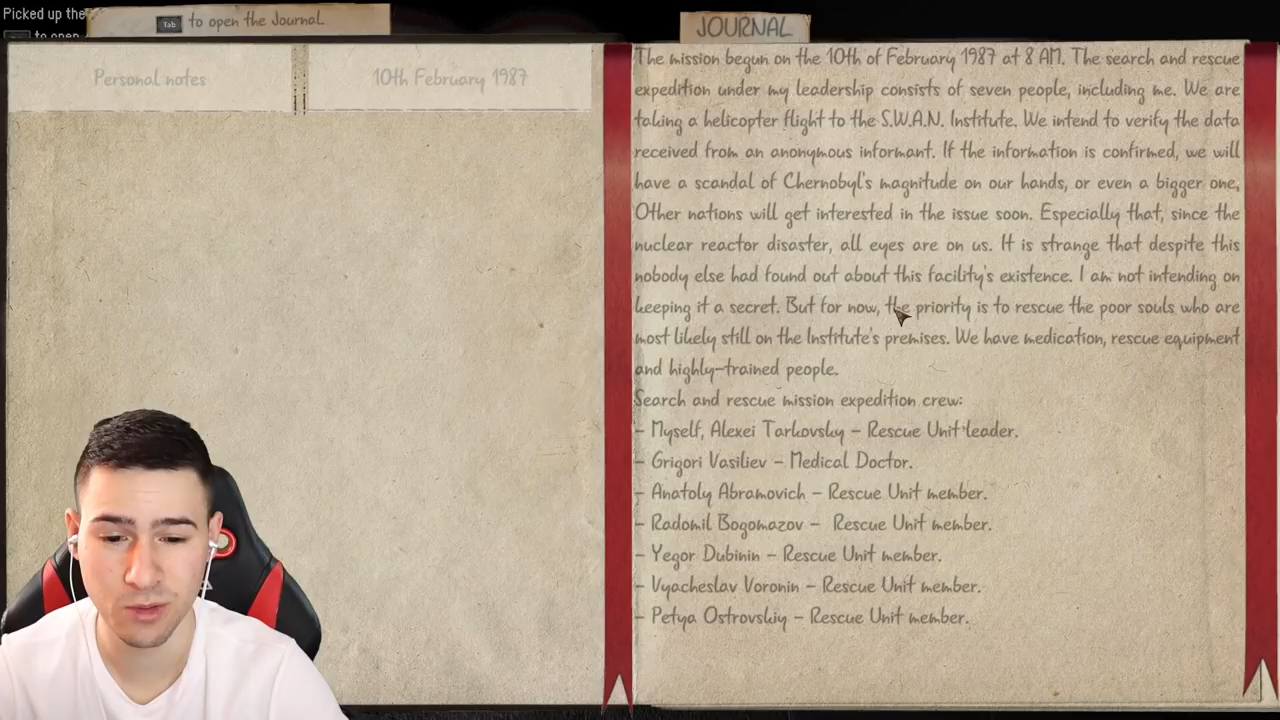 Picked up the
Tab to open the Journal.
to open
JOURNAL
Personal notes
10th February 1987
The mission begun on the 10th of February 1987 at 8 AM. The search and rescue
expedition under my leadership consists of seven people, including me. We are
taking a helicopter flight to the S.W.A.N. Institute. We intend to verify the data
received from an anonymous informant. If the information is confirmed, we will
have a scandal of Chernobyl's magnitude on our hands, or even a bigger one,
Other nations will get interested in the issue soon. Especially that, since the
nuclear reactor disaster, all eyes are on us. It is strange that despite this
nobody else had found out about this facility's existence. I am not intending on
keeping it a secret. But for now, the priority is to rescue the poor souls who are
most likely still on the Institute's premises. We have medication, rescue equipment
and highly-trained people.
Search and rescue mission expedition crew:
- Myself, Alexei Tarkovsky - Rescue Unit leader.
- Grigori Vasiliev - Medical Doctor.
- Anatoly Abramovich - Rescue Unit member.
- Radomil Bogomazov - Rescue Unit member.
- Yegor Dubinin - Rescue Unit member.
- Vyacheslav Voronin - Rescue Unit member.
- Petya Ostrovskiy - Rescue Unit member.